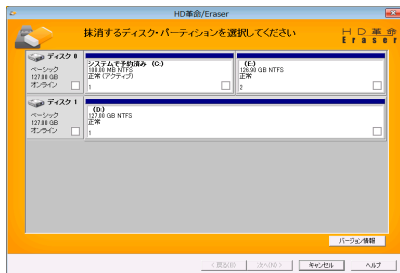 HD革命/Eraser
抹消するディスク・パーティションを選択してください
HD革命
Eraser
ディスク 0
ベーシック
127.00 GB
オンライン
システムで予約済み (C:)
100.00 MB NTFS
正常 (アクティブ)
1
(E:)
126.90 GB NTFS
正常
2
ディスク 1
ベーシック
127.00 GB
オンライン
(D:)
127.00 GB NTFS
正常
1
バージョン情報
< 戻る(B)
次へ(N) >
キャンセル
ヘルプ